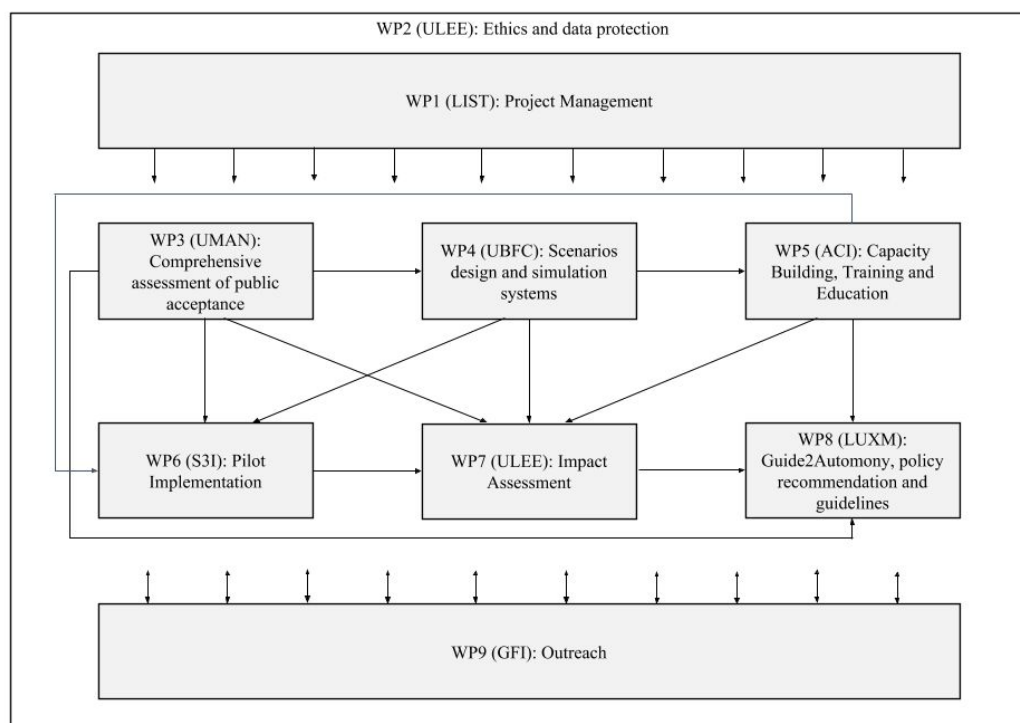 WP2 (ULEE): Ethics and data protection
WP1 (LIST): Project Management
WP3 (UMAN):
Comprehensive
assessment of public
acceptance
WP4 (UBFC): Scenarios
design and simulation
systems
WP5 (ACI): Capacity
Building, Training and
Education
WP6 (S3I): Pilot
Implementation
WP7 (ULEE): Impact
Assessment
WP8 (LUXM):
Guide2Automony, policy
recommendation and
guidelines
WP9 (GFI): Outreach